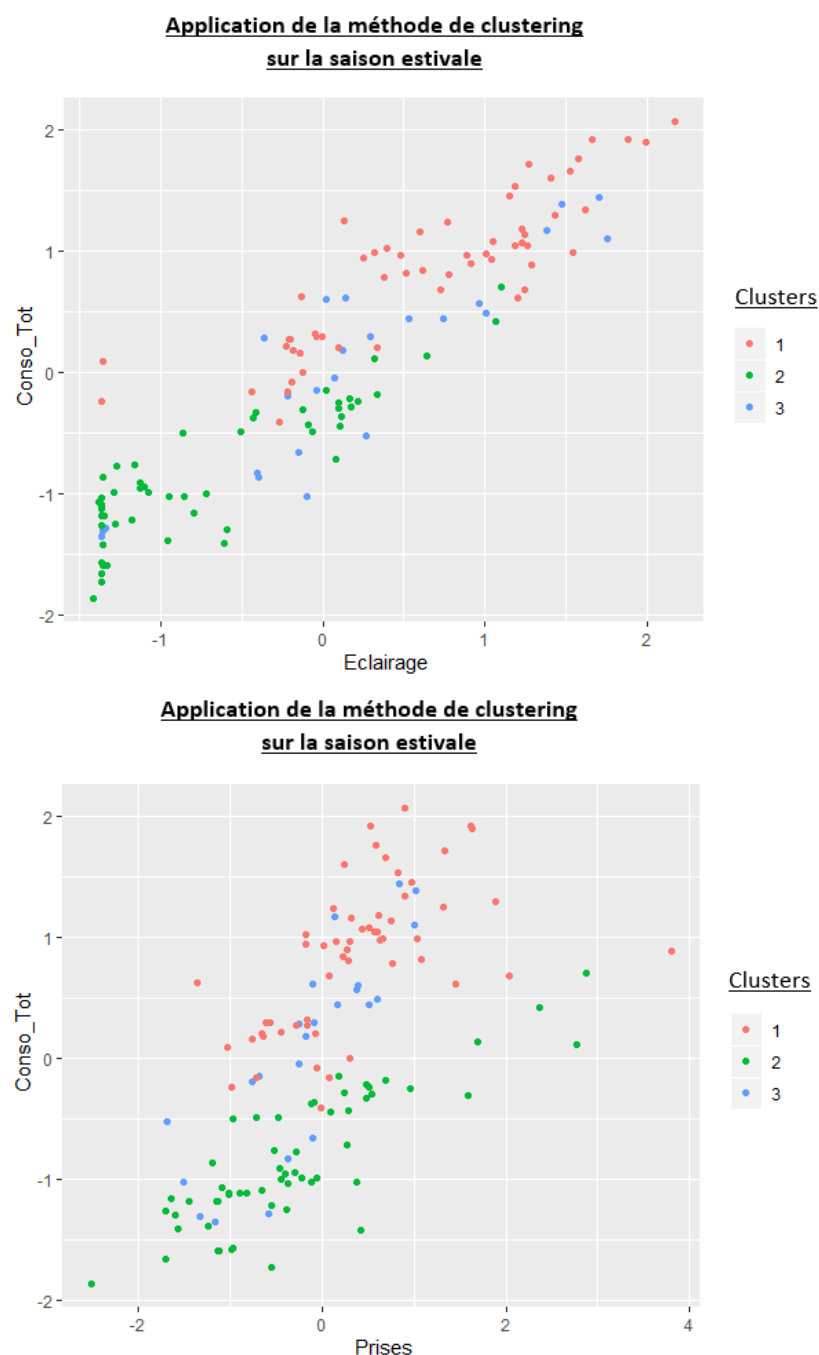 Application de la méthode de clustering
sur la saison estivale
2
1
0
-1
-2
Conso_Tot
-1
0
1
2
Eclairage
Clusters
1
2
3
Application de la méthode de clustering
sur la saison estivale
2
1
0
-1
-2
Conso_Tot
-2
0
2
4
Prises
Clusters
1
2
3